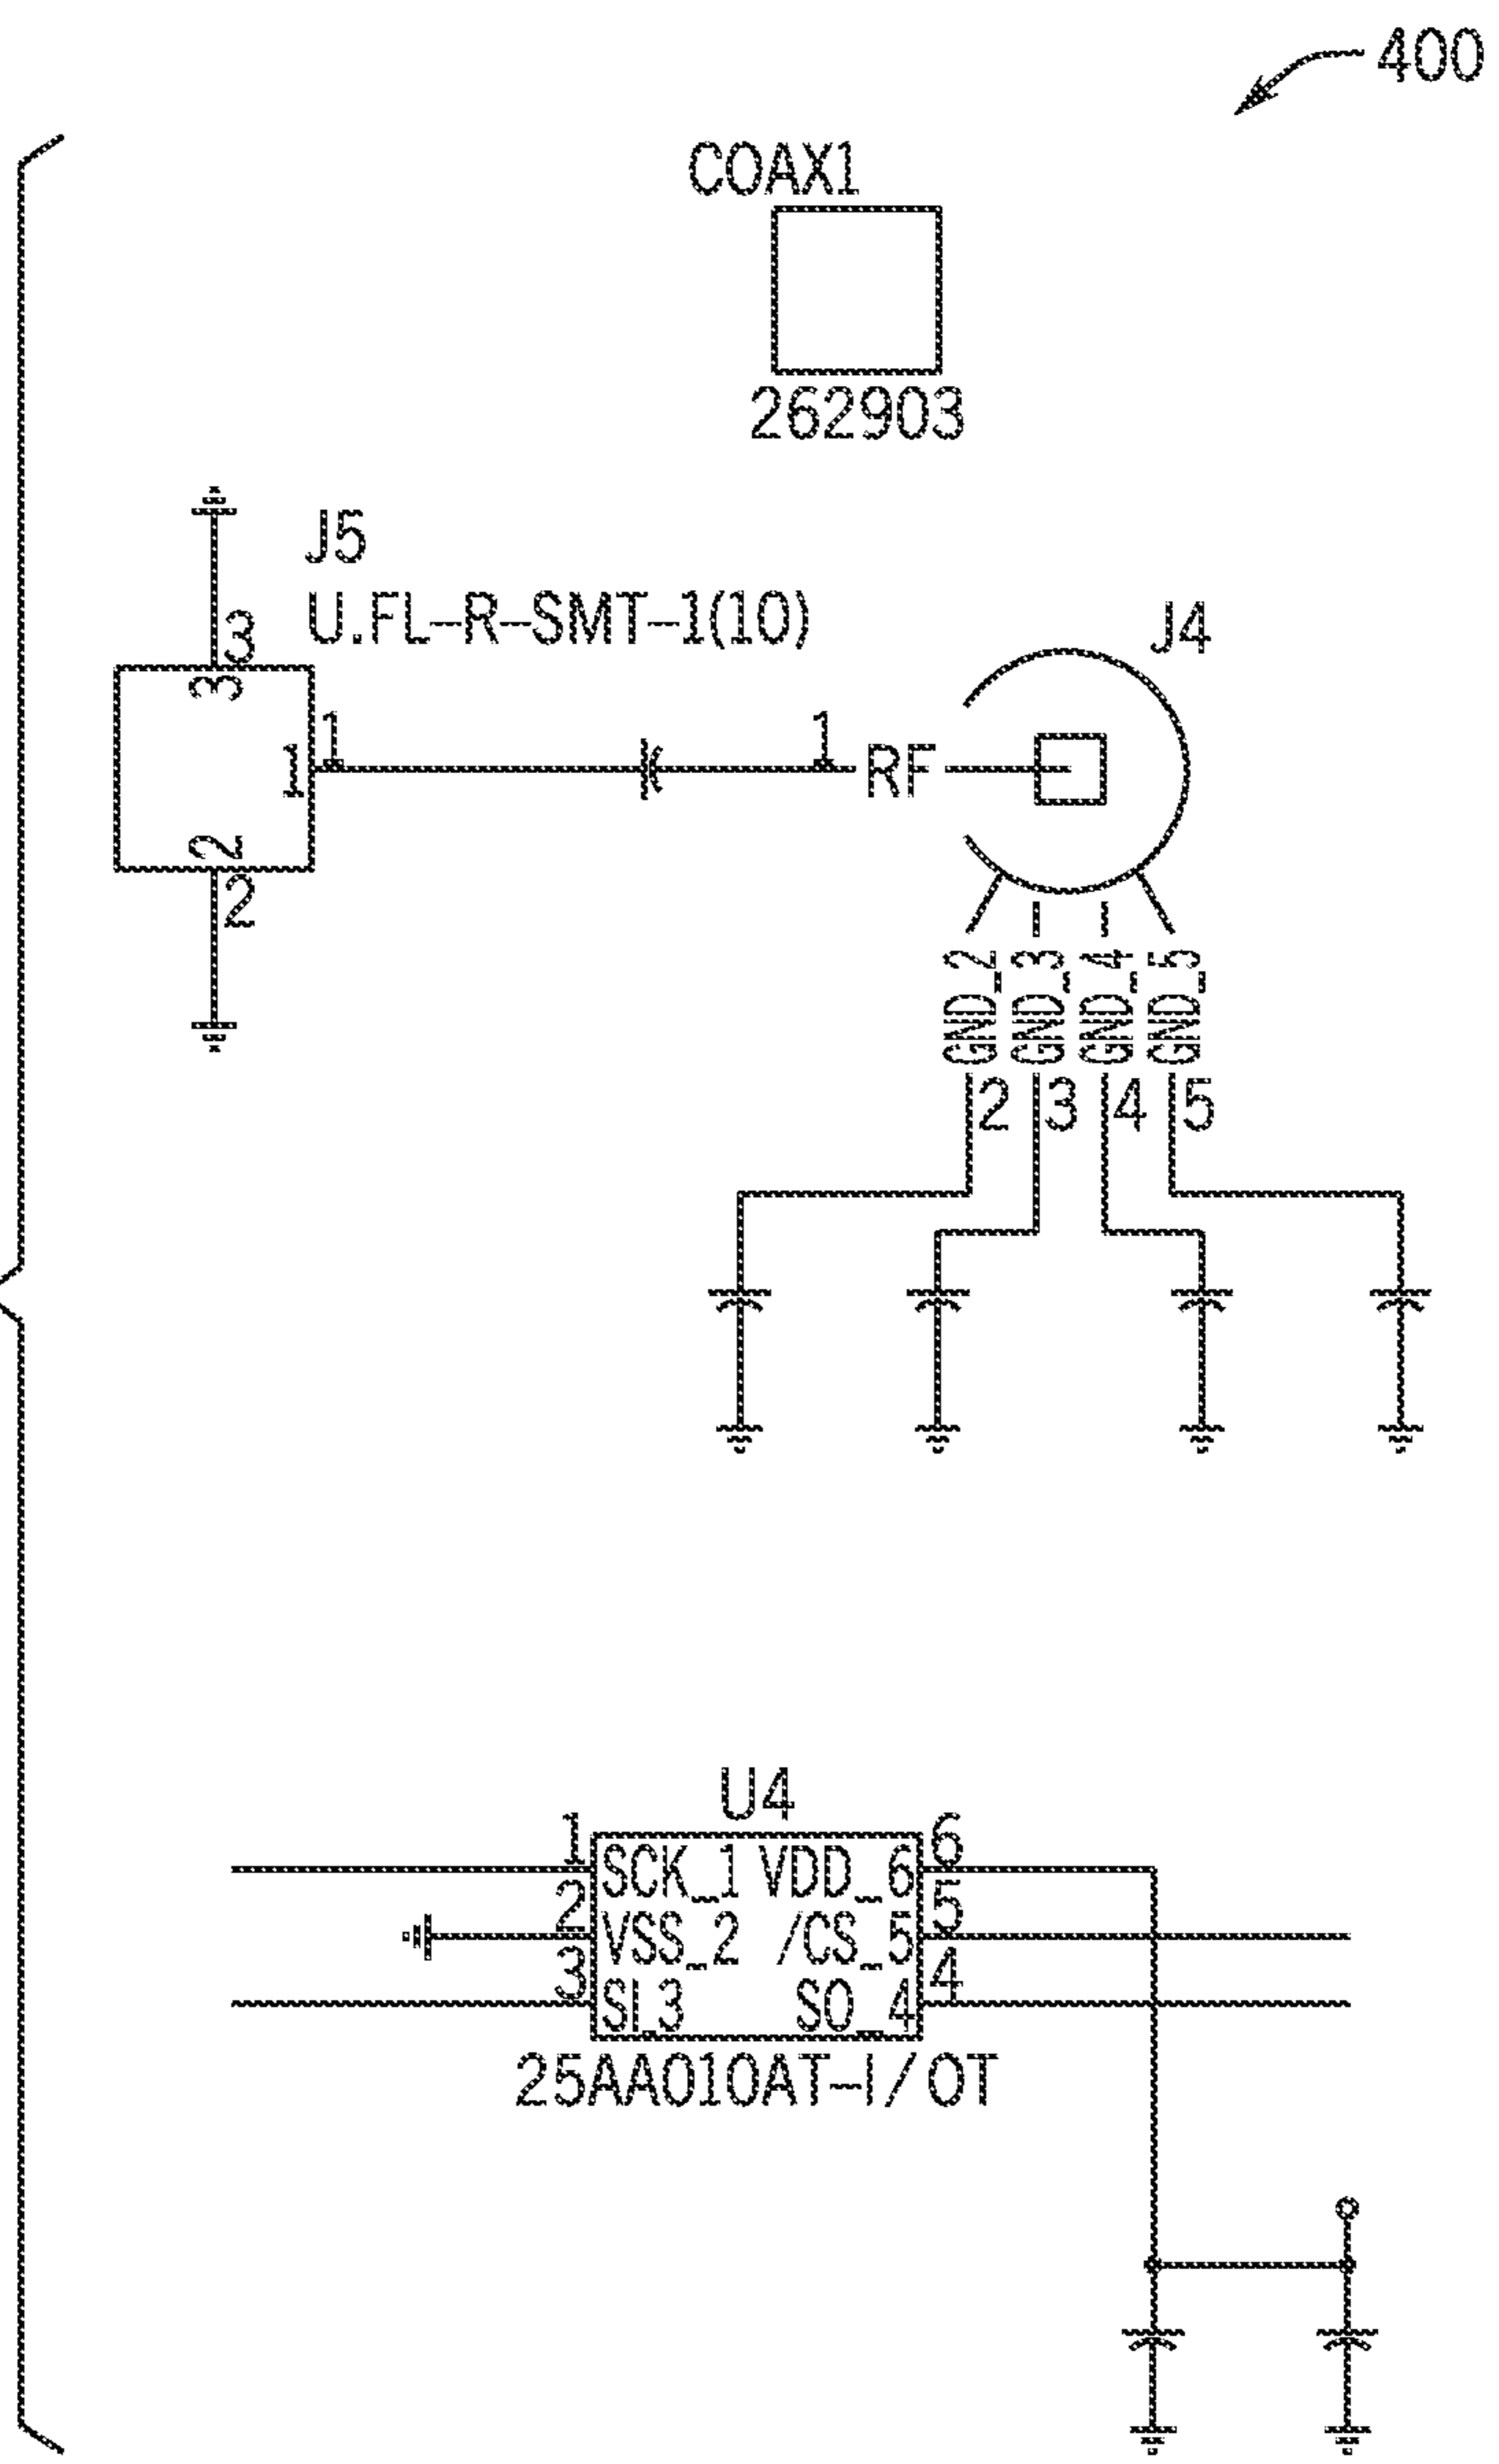 400
COAX1
262903
J5
U.FL-R-SMT-1(10)
J4
3
3
1
1
1
RF
2
2
GND_2
GND_3
GND_4
GND_5
2
3
4
5
U4
1
SCK_1
VDD_6
6
2
VSS_2
/CS_5
5
3
SI_3
SO_4
4
25AA010AT-I/OT